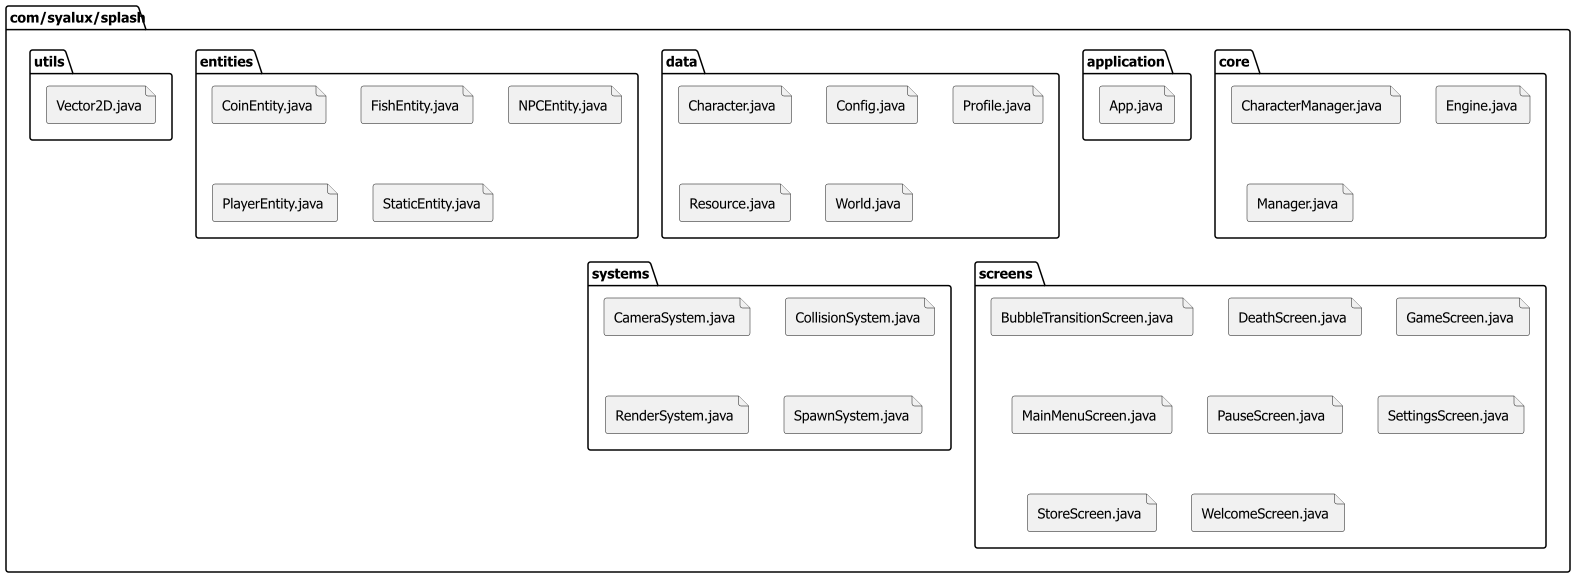 com/syalux/splash
utils
Vector2D.java
entities
CoinEntity.java
FishEntity.java
NPCEntity.java
PlayerEntity.java
StaticEntity.java
data
Character.java
Config.java
Profile.java
Resource.java
World.java
application
App.java
core
CharacterManager.java
Engine.java
Manager.java
systems
CameraSystem.java
CollisionSystem.java
RenderSystem.java
SpawnSystem.java
screens
BubbleTransitionScreen.java
DeathScreen.java
GameScreen.java
MainMenuScreen.java
PauseScreen.java
SettingsScreen.java
StoreScreen.java
WelcomeScreen.java